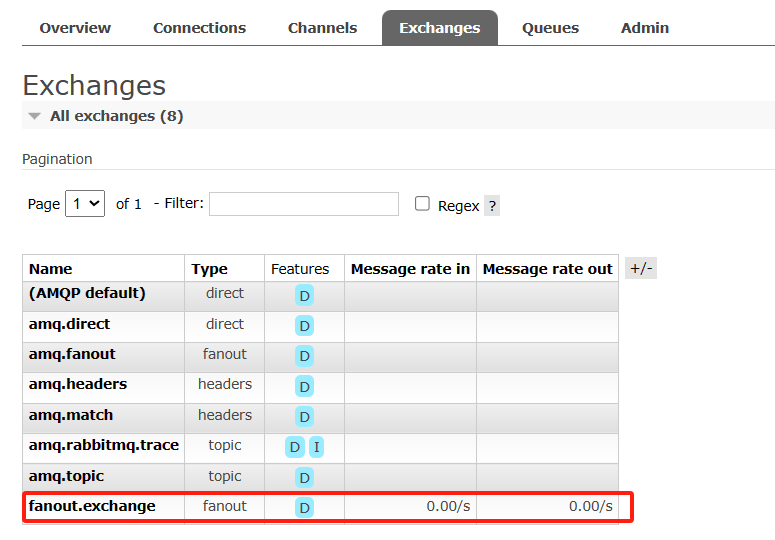 Overview Connections Channels Exchanges Queues Admin
Exchanges
All exchanges (8)
Pagination
Page 1 of 1 - Filter: Regex ?
Name Type Features Message rate in Message rate out +/-
(AMQP default) direct D
amq.direct direct D
amq.fanout fanout D
amq.headers headers D
amq.match headers D
amq.rabbitmq.trace topic D I
amq.topic topic D
fanout.exchange fanout D 0.00/s 0.00/s